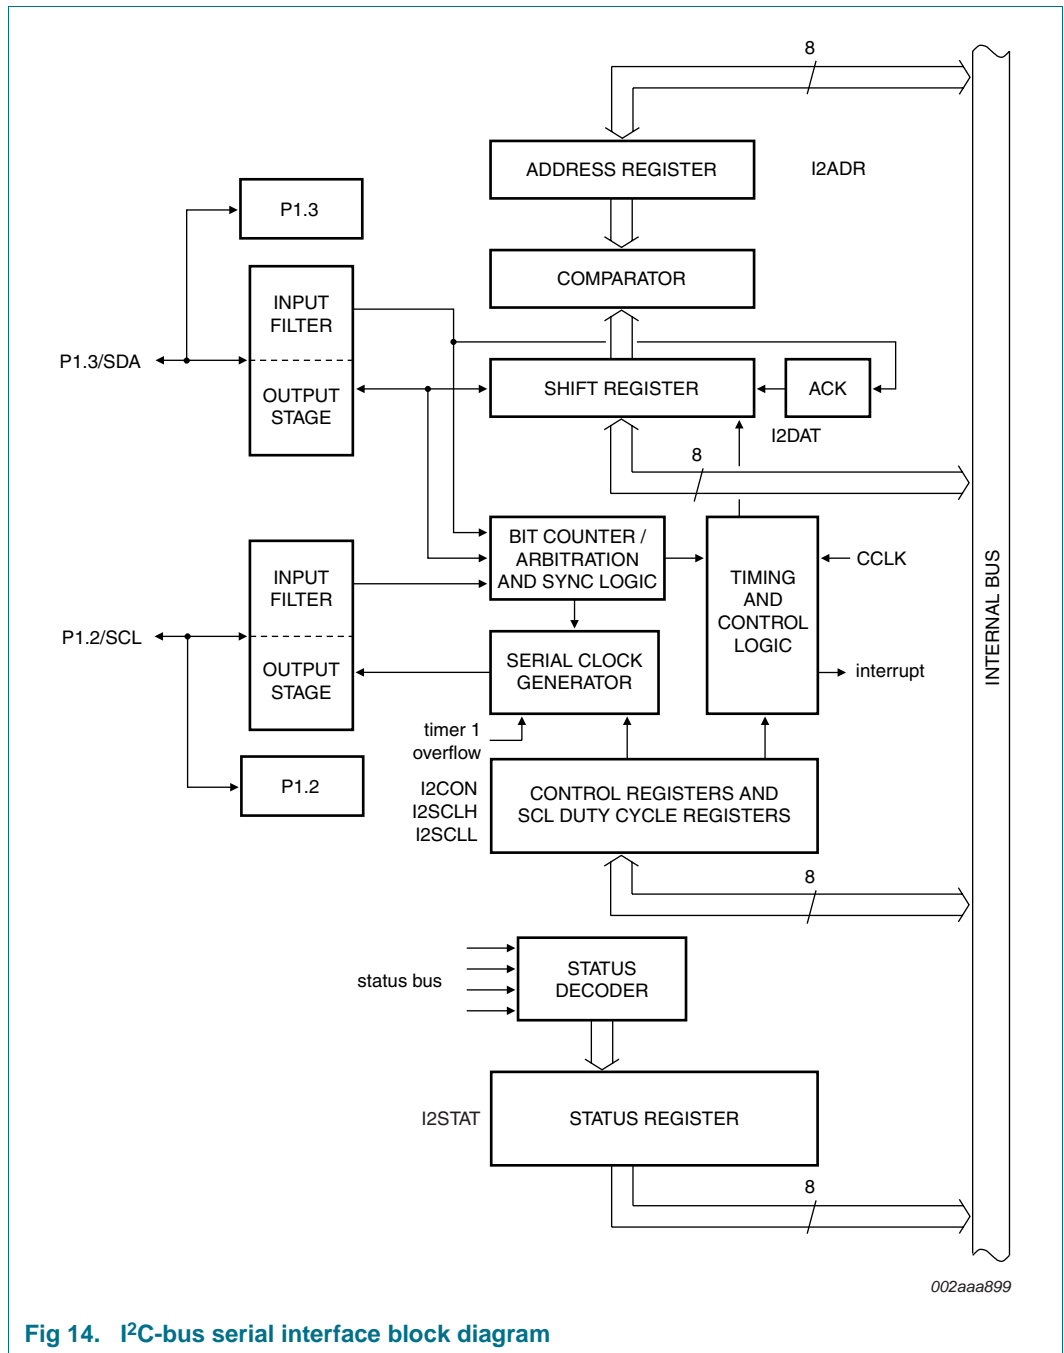 8
ADDRESS REGISTER
I2ADR
P1.3
COMPARATOR
INPUT
FILTER
P1.3/SDA
OUTPUT
STAGE
SHIFT REGISTER
ACK
I2DAT
8
BIT COUNTER /
ARBITRATION
AND SYNC LOGIC
INPUT
FILTER
TIMING
AND
CONTROL
LOGIC
CCLK
INTERNAL BUS
P1.2/SCL
OUTPUT
STAGE
SERIAL CLOCK
GENERATOR
interrupt
timer 1
overflow
P1.2
I2CON
I2SCLH
I2SCLL
CONTROL REGISTERS AND
SCL DUTY CYCLE REGISTERS
8
status bus
STATUS
DECODER
I2STAT
STATUS REGISTER
8
002aaa899
Fig 14. I²C-bus serial interface block diagram